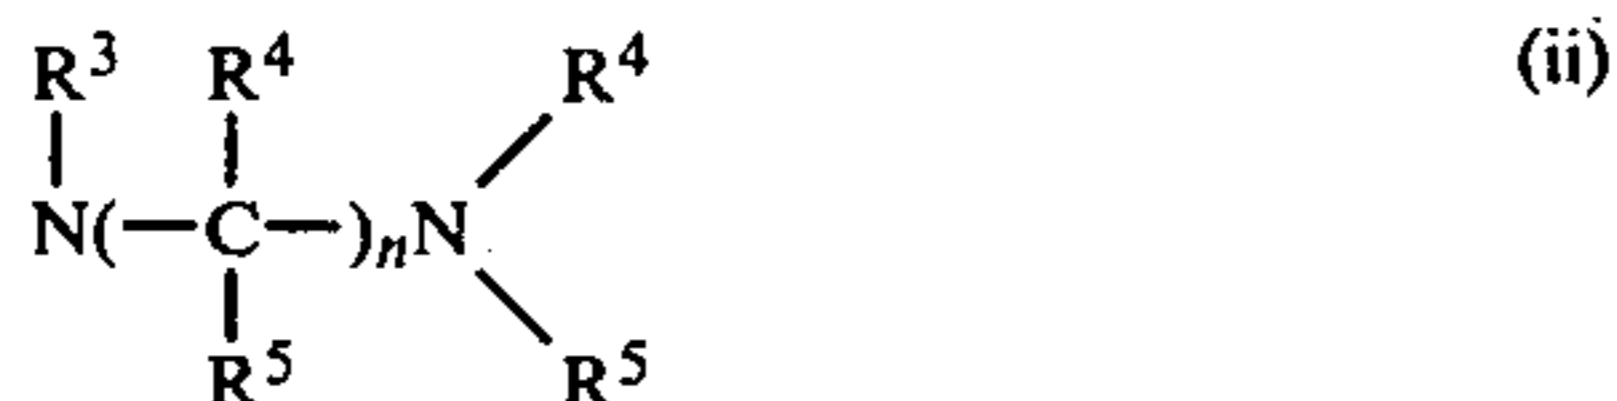 R³ R⁴ R⁴ (ii)
N(—C—)ₙN
R⁵ R⁵